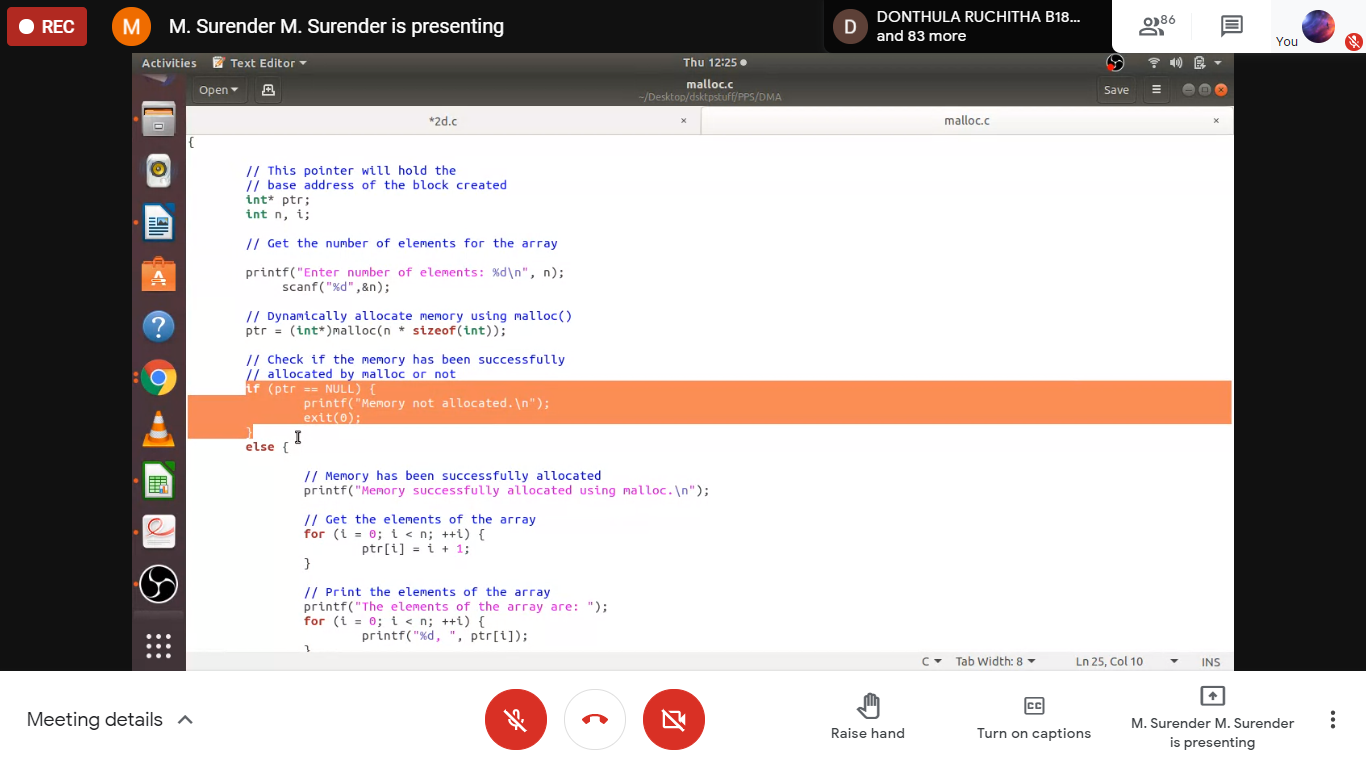 REC
M
M. Surender M. Surender is presenting
D
DONTHULA RUCHITHA B18...
and 83 more
86
You
Activities
Text Editor
Thu 12:25
Open
malloc.c
~/Desktop/dsktpstuff/PPS/DMA
Save
*2d.c
malloc.c
{
// This pointer will hold the
// base address of the block created
int* ptr;
int n, i;
// Get the number of elements for the array
printf("Enter number of elements: %d\n", n);
scanf("%d",&n);
// Dynamically allocate memory using malloc()
ptr = (int*)malloc(n * sizeof(int));
// Check if the memory has been successfully
// allocated by malloc or not
if (ptr == NULL) {
printf("Memory not allocated.\n");
exit(0);
}
else {
// Memory has been successfully allocated
printf("Memory successfully allocated using malloc.\n");
// Get the elements of the array
for (i = 0; i < n; ++i) {
ptr[i] = i + 1;
}
// Print the elements of the array
printf("The elements of the array are: ");
for (i = 0; i < n; ++i) {
printf("%d, ", ptr[i]);
}
C
Tab Width: 8
Ln 25, Col 10
INS
Meeting details
Raise hand
CC
Turn on captions
M. Surender M. Surender
is presenting